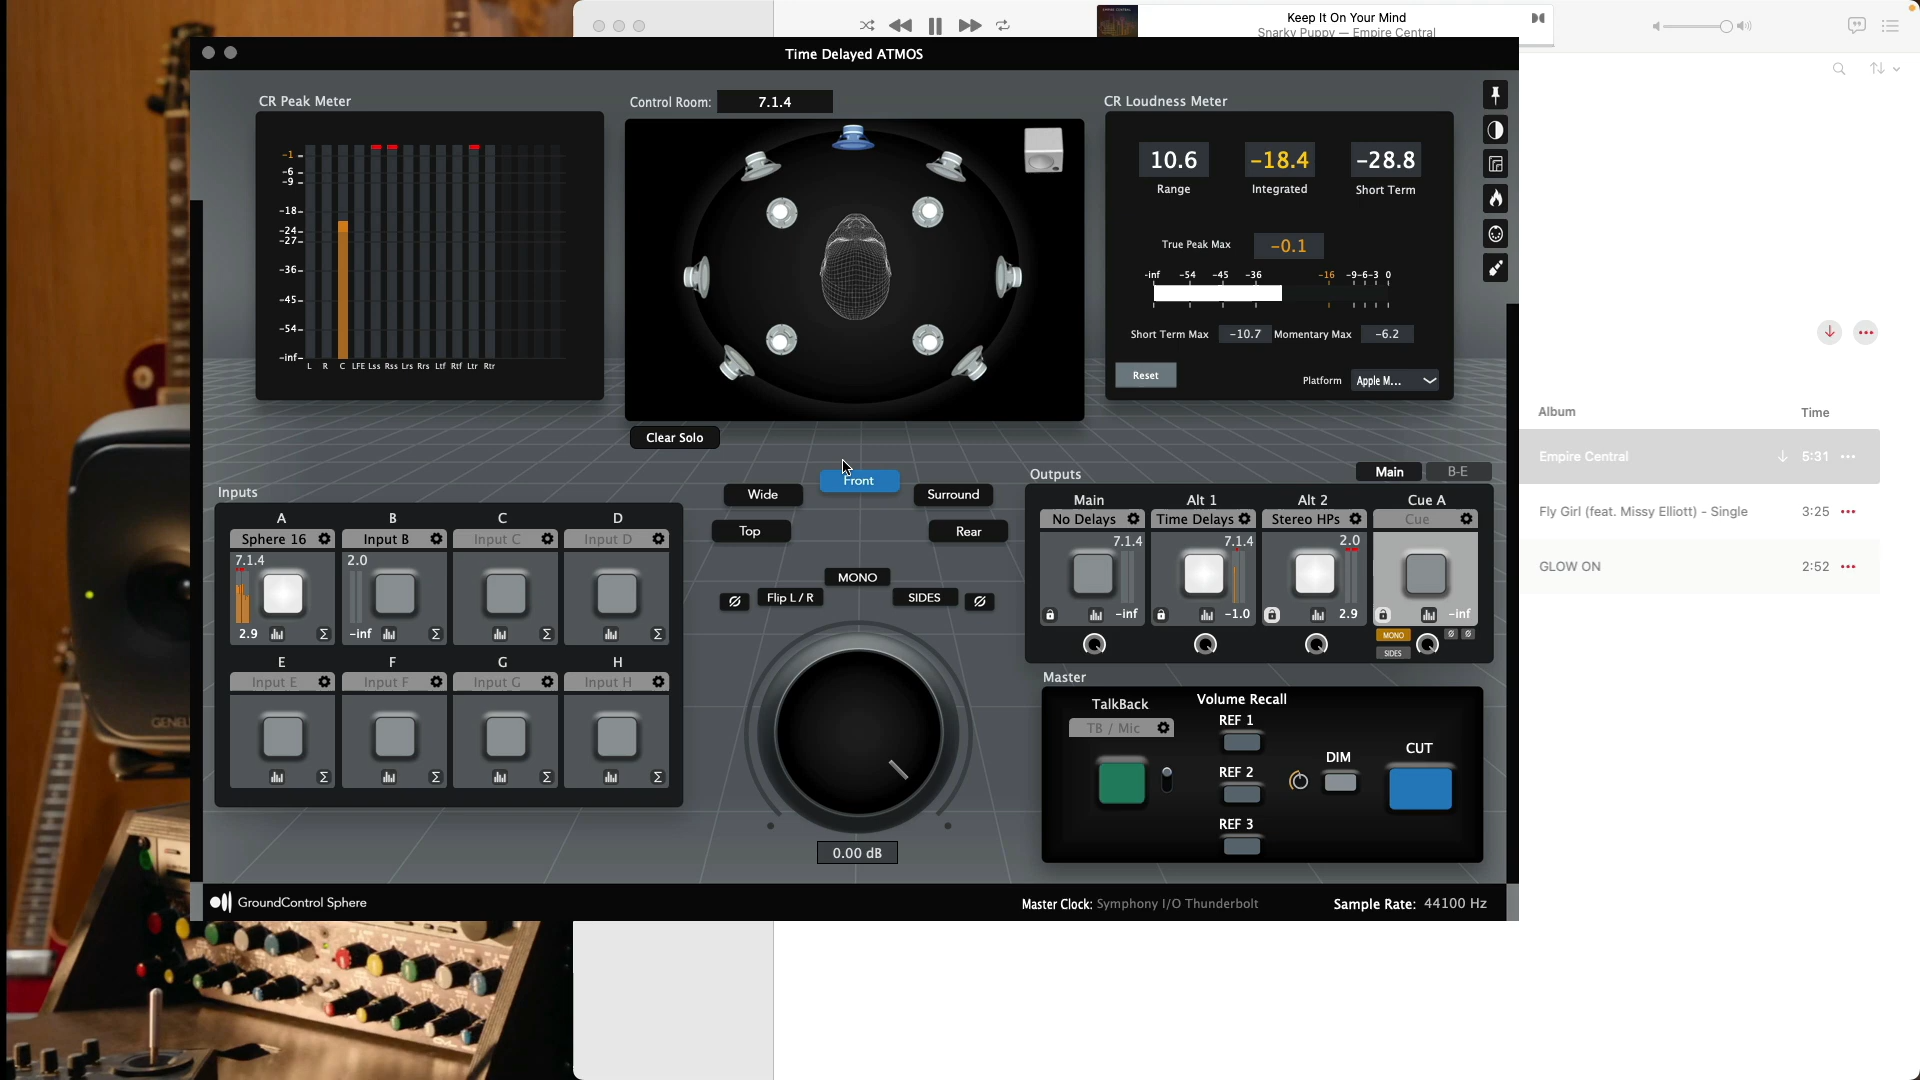 Keep It On Your Mind
Snarky Puppy — Empire Central
Time Delayed ATMOS
CR Peak Meter
-1
-6
-9
-18
-24
-27
-36
-45
-54
-inf
L R C LFE Lss Rss Lrs Rrs Ltf Rtf Ltr Rtr
Control Room: 7.1.4
Clear Solo
CR Loudness Meter
10.6 -18.4 -28.8
Range Integrated Short Term
True Peak Max -0.1
-inf -54 -45 -36 -16 -9 -6 -3 0
Short Term Max -10.7 Momentary Max -6.2
Reset
Platform Apple M...
Album Time
Empire Central 5:31
Fly Girl (feat. Missy Elliott) - Single 3:25
GLOW ON 2:52
Inputs
A B C D
Sphere 16 Input B Input C Input D
7.1.4 2.0
2.9 -inf Σ Σ Σ Σ
E F G H
Input E Input F Input G Input H
Σ Σ Σ Σ
Front
Wide Surround
Top Rear
MONO
Ø Flip L / R SIDES Ø
0.00 dB
Outputs
Main B-E
Main Alt 1 Alt 2 Cue A
No Delays Time Delays Stereo HPs Cue
7.1.4 7.1.4 2.0
-inf -1.0 2.9 -inf
MONO Ø Ø
SIDES
Master
TalkBack
TB / Mic
Volume Recall
REF 1
REF 2
REF 3
DIM
CUT
GroundControl Sphere
Master Clock: Symphony I/O Thunderbolt
Sample Rate: 44100 Hz
GENEL